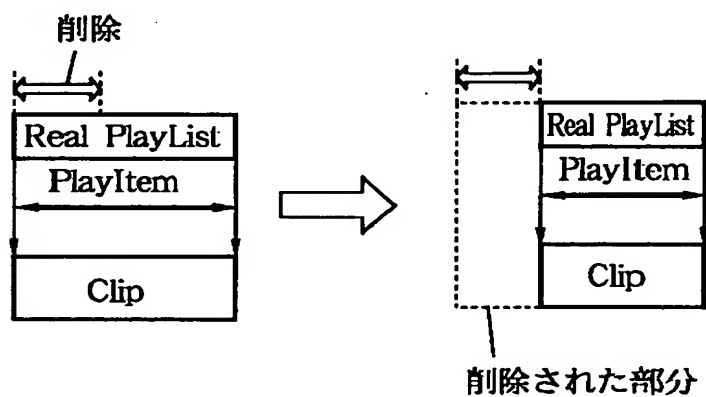 削除
Real PlayList
PlayItem
Clip
Real PlayList
PlayItem
Clip
削除された部分